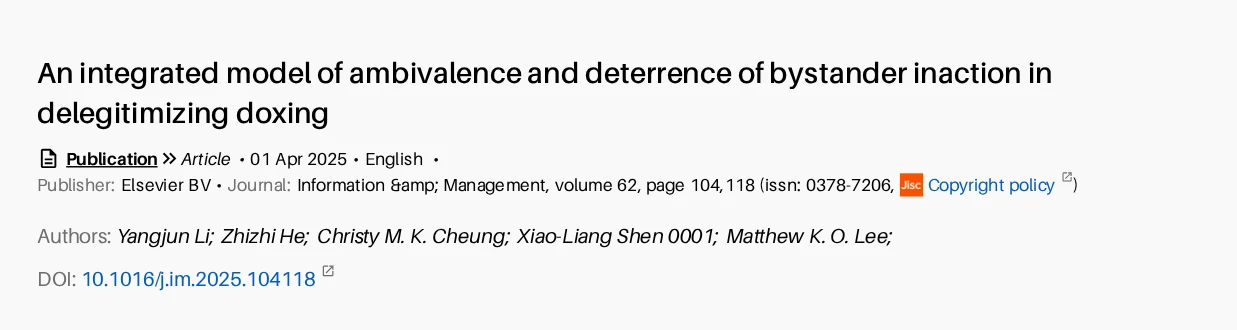 An integrated model of ambivalence and deterrence of bystander inaction in
delegitimizing doxing
Publication >> Article • 01 Apr 2025 • English •
Publisher: Elsevier BV • Journal: Information &amp; Management, volume 62, page 104,118 (issn: 0378-7206, Jisc Copyright policy )
Authors: Yangjun Li; Zhizhi He; Christy M. K. Cheung; Xiao-Liang Shen 0001; Matthew K. O. Lee;
DOI: 10.1016/j.im.2025.104118